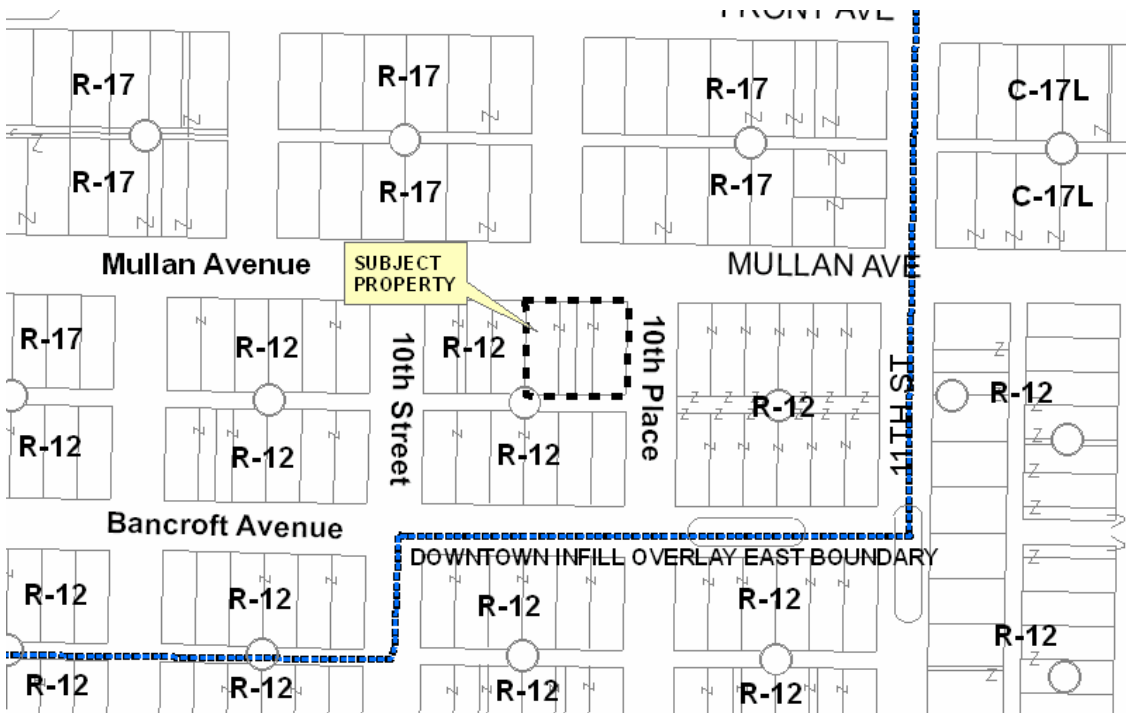 FRONT AVE
R-17
R-17
R-17
C-17L
R-17
R-17
R-17
C-17L
Mullan Avenue
SUBJECT
PROPERTY
MULLAN AVE
R-17
R-12
R-12
10th Street
10th Place
R-12
11TH ST
R-12
R-12
R-12
R-12
Bancroft Avenue
DOWNTOWN INFILL OVERLAY EAST BOUNDARY
R-12
R-12
R-12
R-12
R-12
R-12
R-12
R-12
R-12